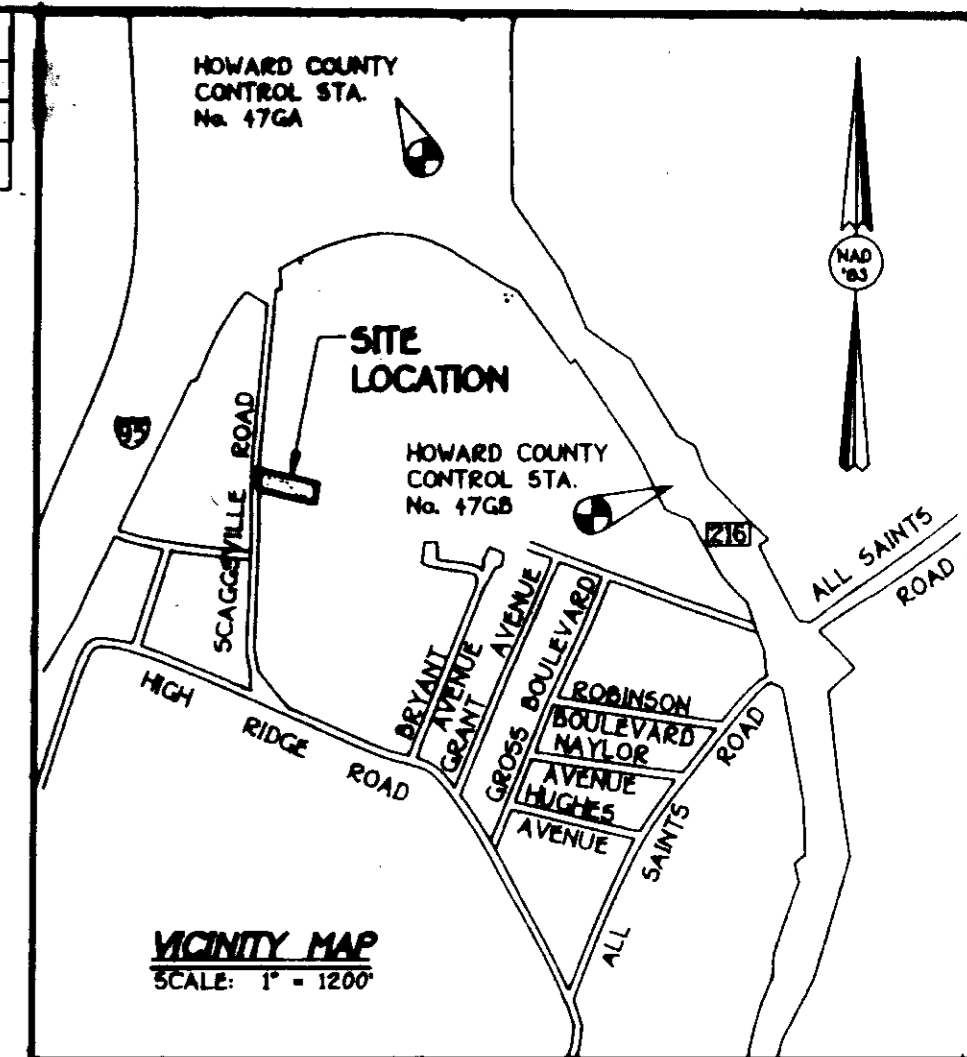 HOWARD COUNTY
CONTROL STA.
No. 47GA
NAD
'83
SITE
LOCATION
95
SCAGGSVILLE ROAD
HOWARD COUNTY
CONTROL STA.
No. 47GB
216
ALL SAINTS
ROAD
HIGH RIDGE ROAD
BRYANT
AVENUE
GRANT AVENUE
GROSS BOULEVARD
ROBINSON
BOULEVARD
NAYLOR
AVENUE
HUGHES
AVENUE
ALL SAINTS ROAD
VICINITY MAP
SCALE: 1" = 1200'